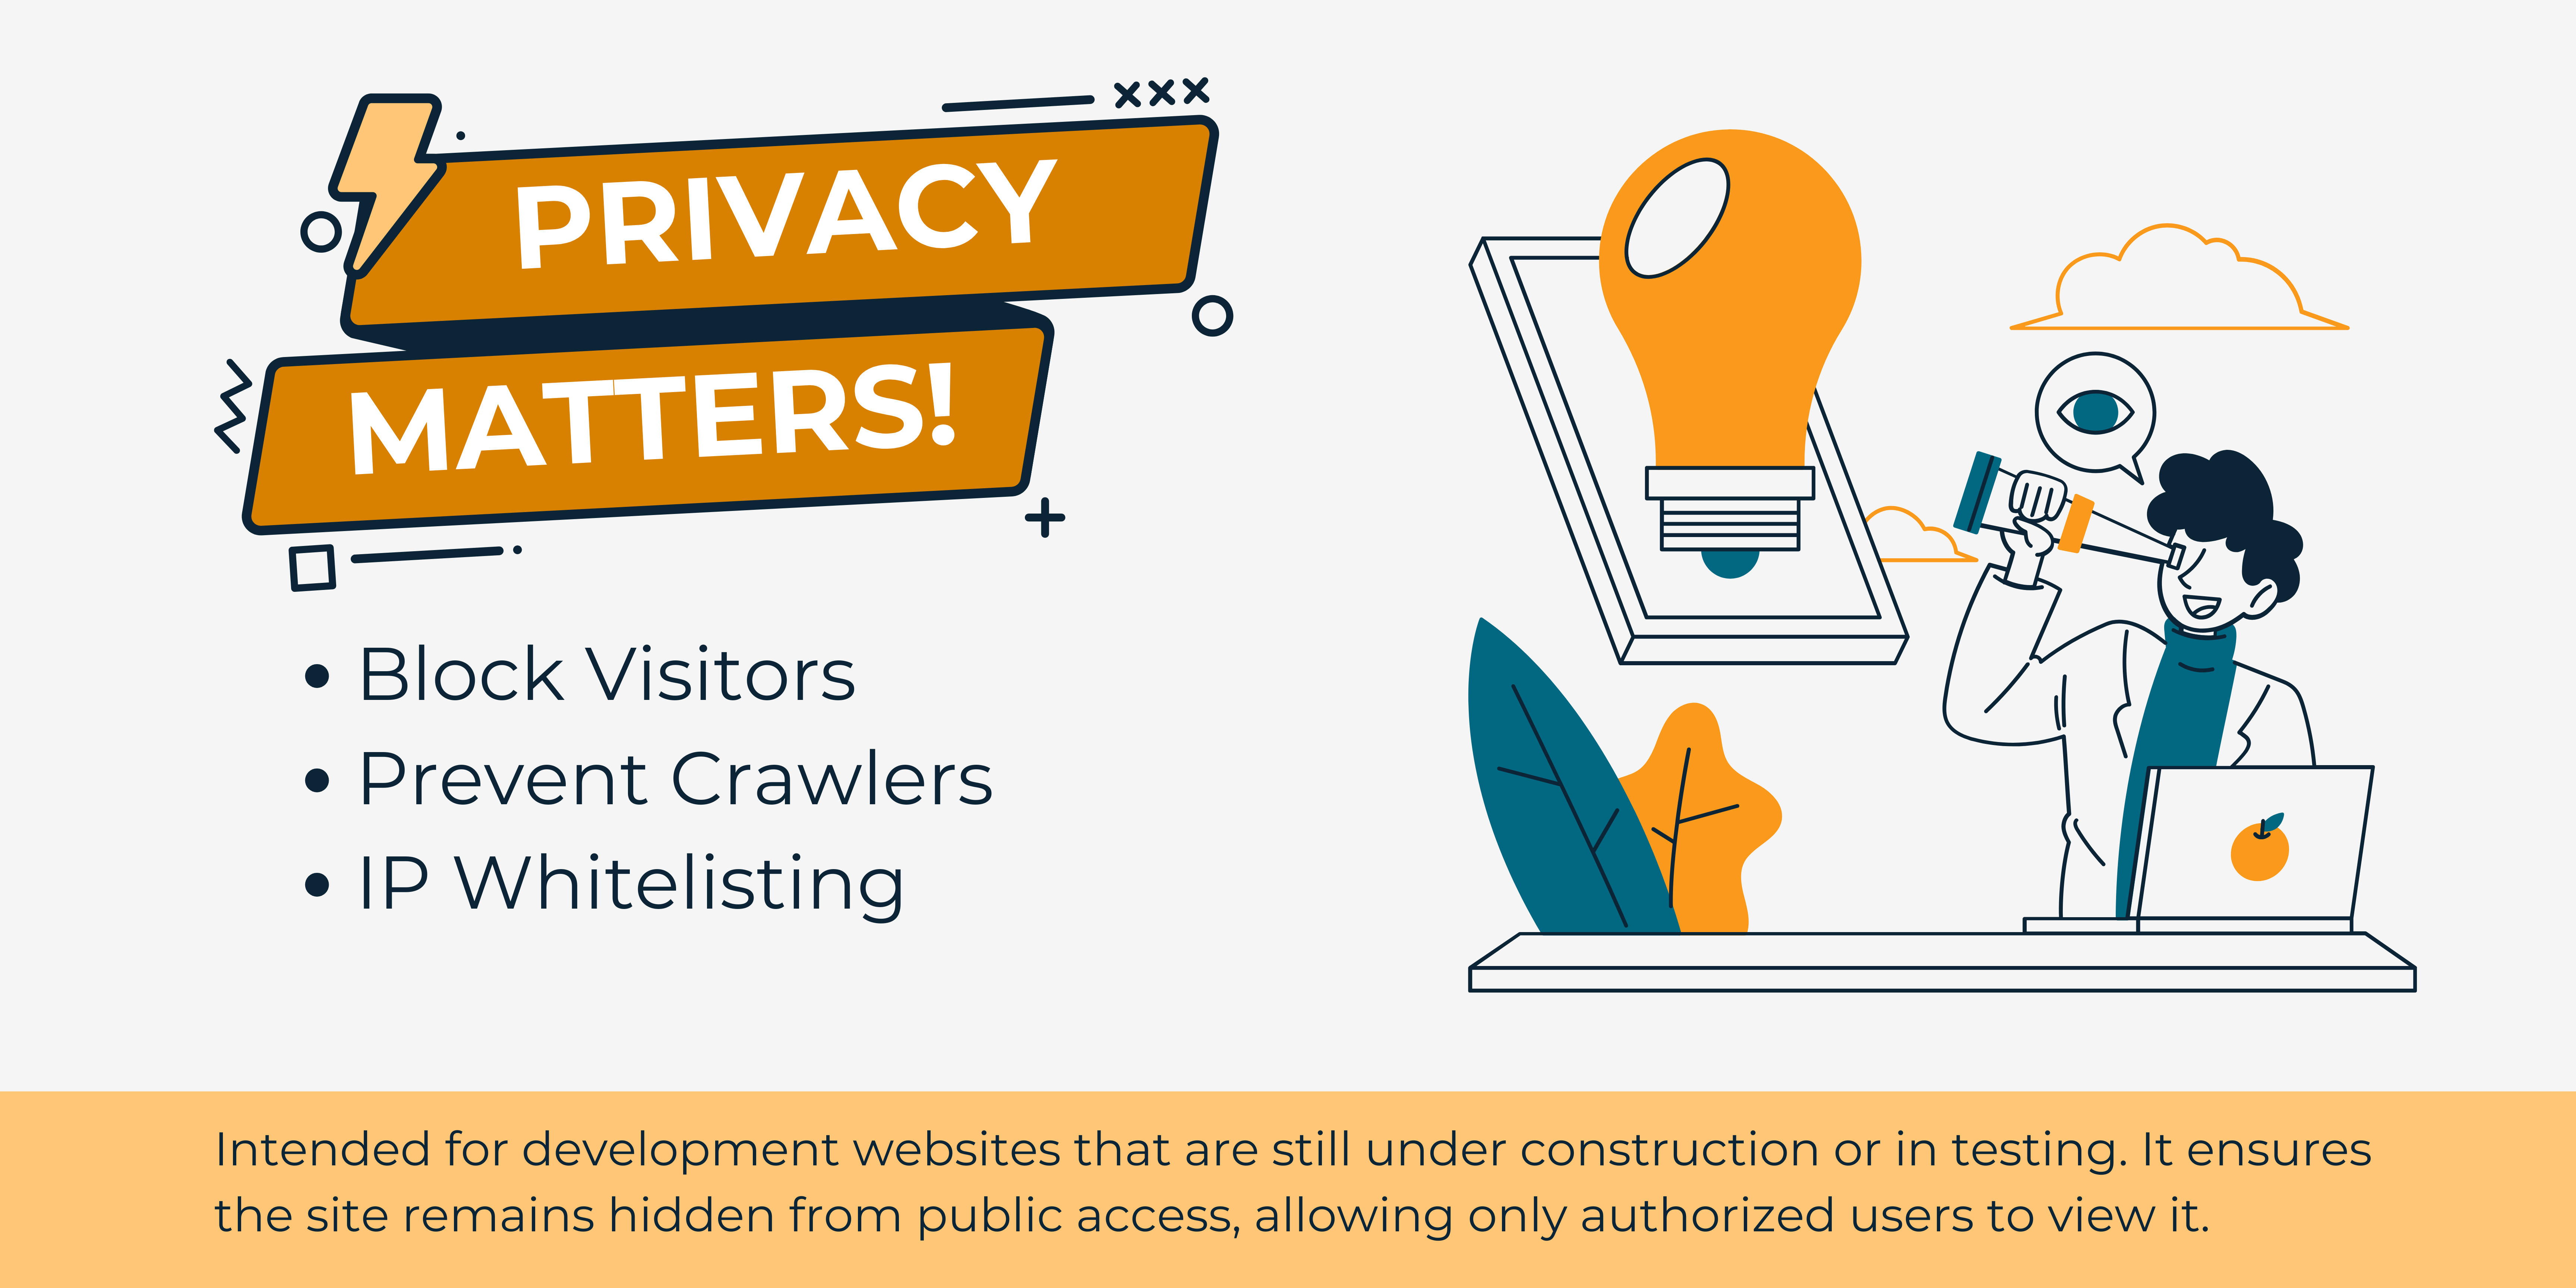 PRIVACY
MATTERS!
• Block Visitors
• Prevent Crawlers
• IP Whitelisting
Intended for development websites that are still under construction or in testing. It ensures
the site remains hidden from public access, allowing only authorized users to view it.